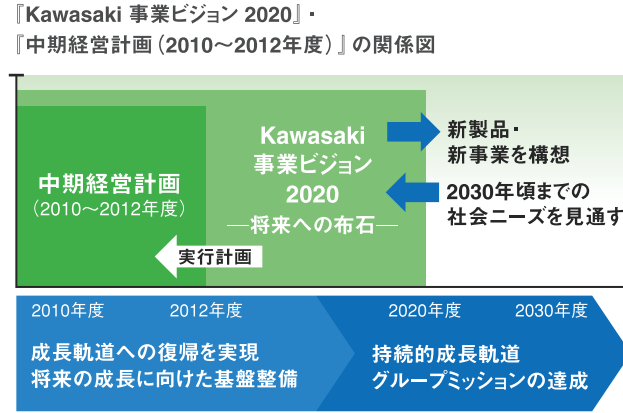 『Kawasaki 事業ビジョン 2020』・
『中期経営計画（2010～2012年度）』の関係図
中期経営計画
（2010～2012年度）
Kawasaki
事業ビジョン
2020
―将来への布石―
実行計画
新製品・
新事業を構想
2030年頃までの
社会ニーズを見通す
2010年度
2012年度
2020年度
2030年度
成長軌道への復帰を実現
将来の成長に向けた基盤整備
持続的成長軌道
グループミッションの達成